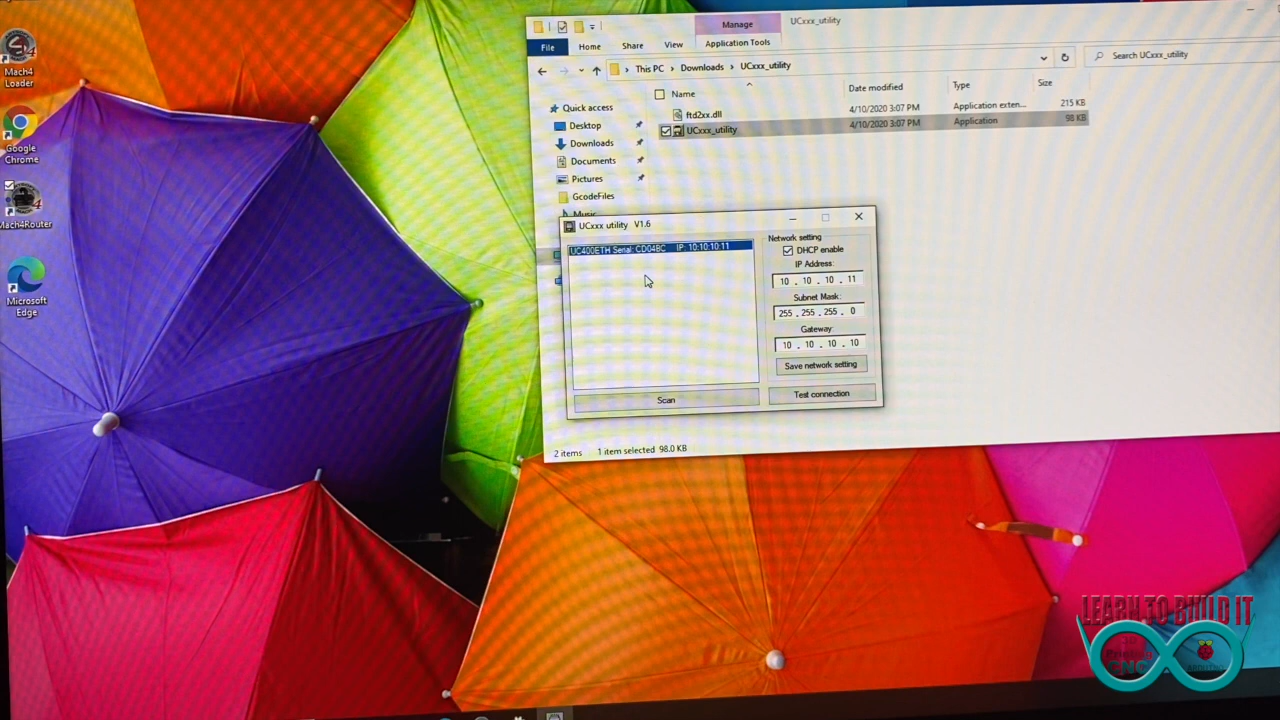 Mach4
Loader
Google
Chrome
Mach4Router
Microsoft
Edge
Manage
UCxxx_utility
File
Home
Share
View
Application Tools
This PC
Downloads
UCxxx_utility
Search UCxxx_utility
Name
Date modified
Type
Size
Quick access
Desktop
Downloads
Documents
Pictures
GcodeFiles
Music
ftd2xx.dll
4/10/2020 3:07 PM
Application exten...
215 KB
UCxxx_utility
4/10/2020 3:07 PM
Application
98 KB
UCxxx utility V1.6
UC400ETH Serial: CD04BC IP: 10:10:10:11
Scan
Network setting
DHCP enable
IP Address:
10 . 10 . 10 . 11
Subnet Mask:
255 . 255 . 255 . 0
Gateway:
10 . 10 . 10 . 10
Save network setting
Test connection
2 items
1 item selected 98.0 KB
LEARN TO BUILD IT
3D
Printing
CNC
ARDUINO